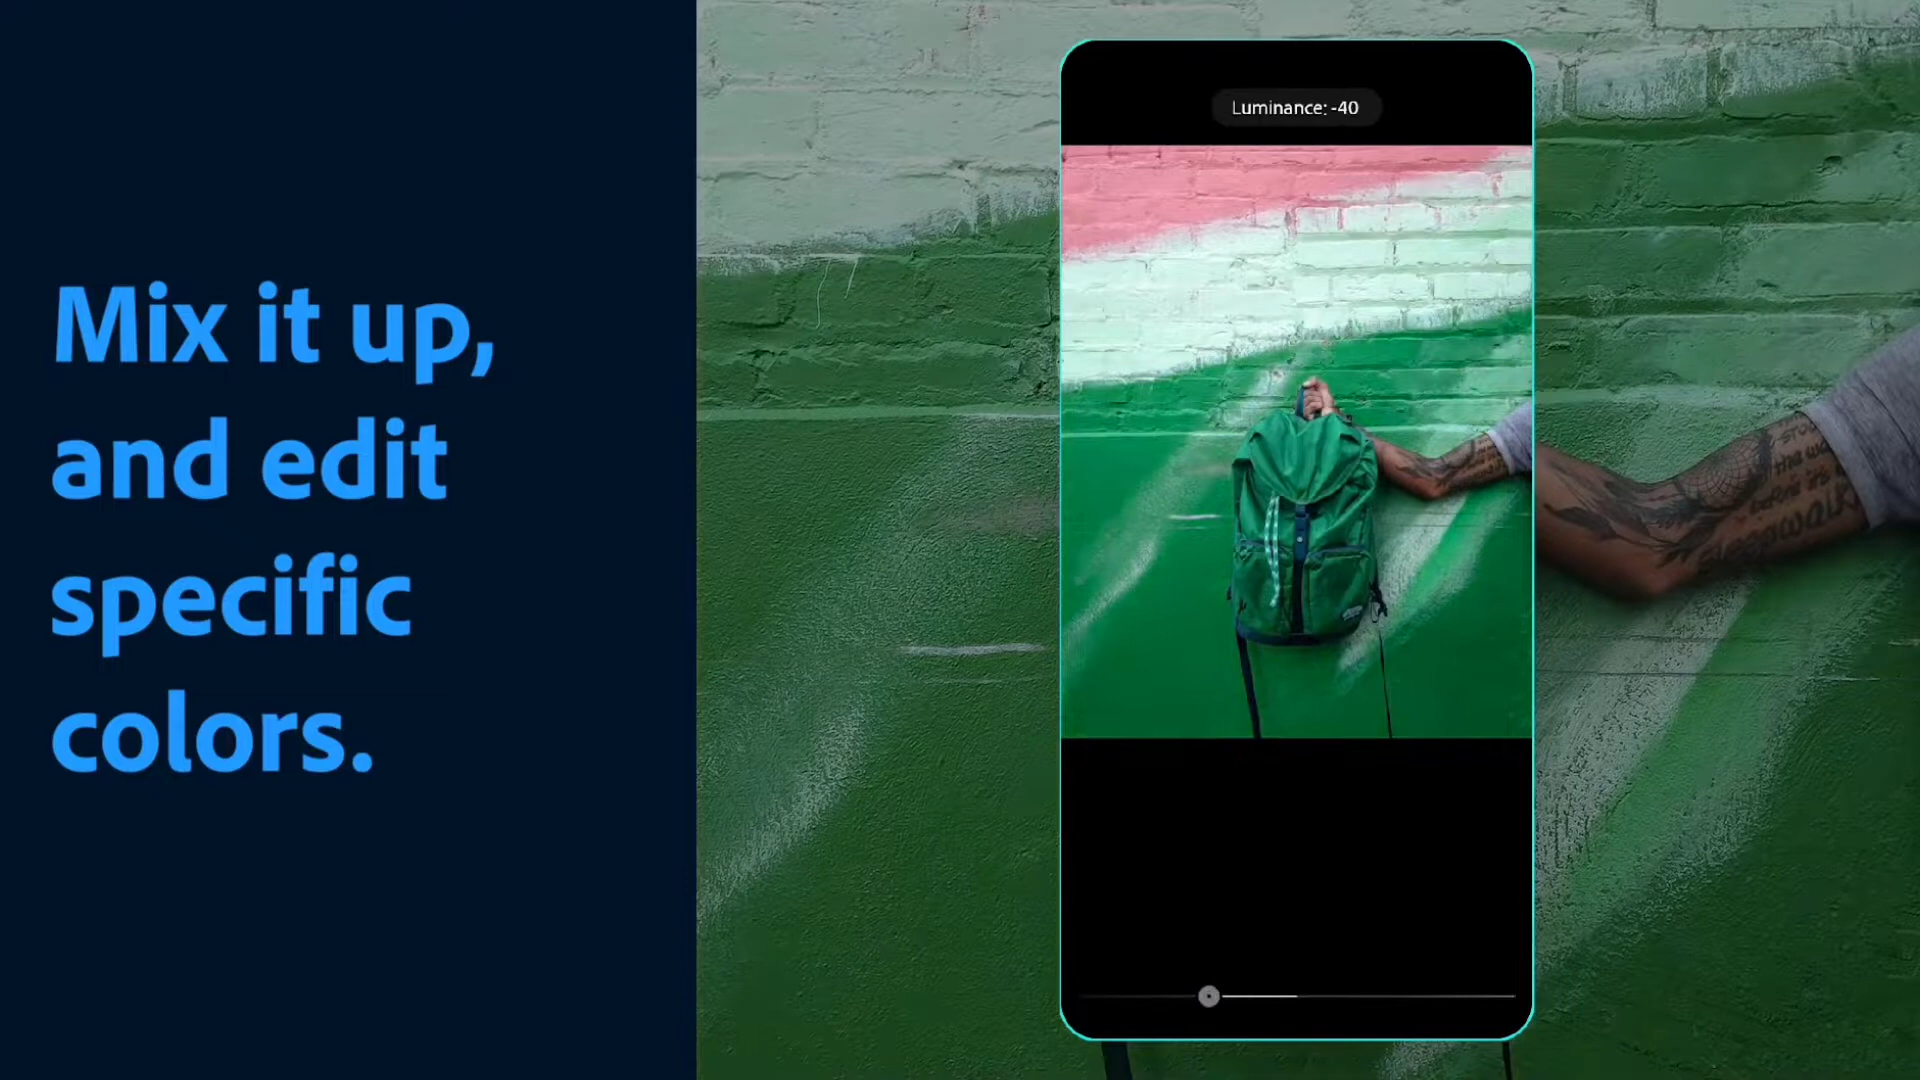 Mix it up,
and edit
specific
colors.
Luminance: -40